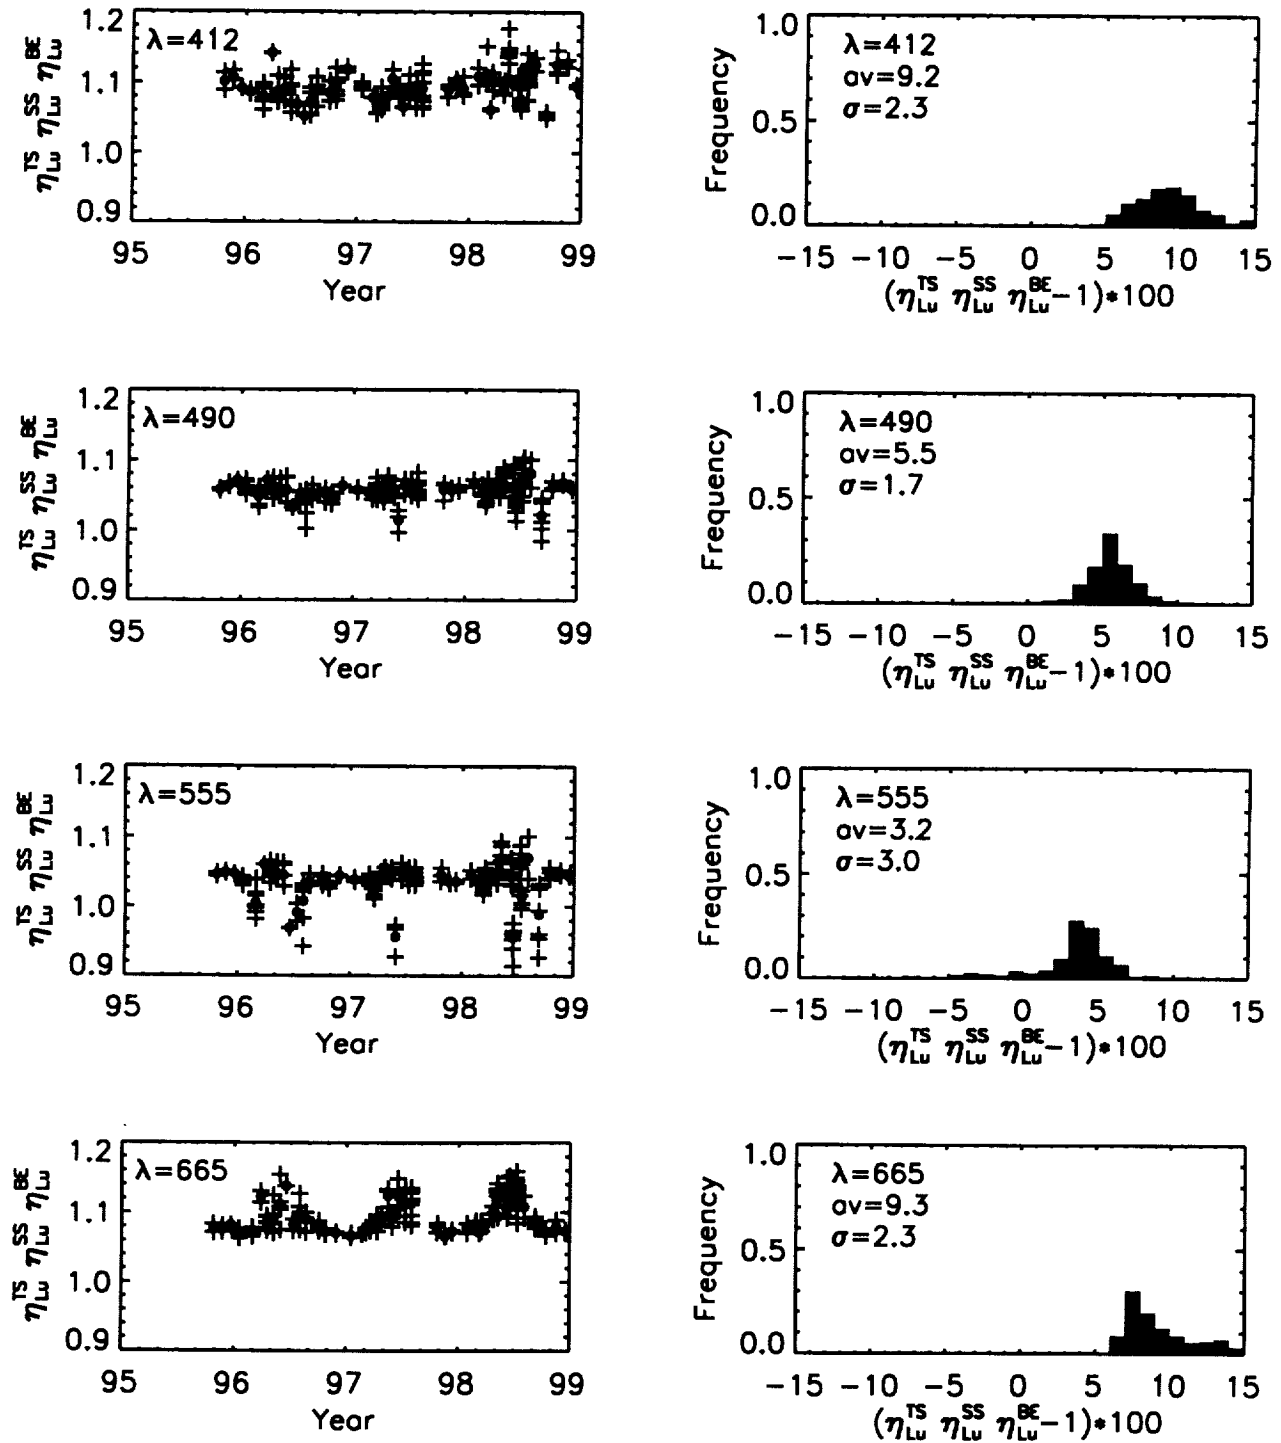 1.2
1.1
1.0
0.9
η_Lu^TS η_Lu^SS η_Lu^BE
λ=412
95 96 97 98 99
Year
1.0
0.5
0.0
Frequency
λ=412
av=9.2
σ=2.3
-15 -10 -5 0 5 10 15
(η_Lu^TS η_Lu^SS η_Lu^BE-1)*100
1.2
1.1
1.0
0.9
η_Lu^TS η_Lu^SS η_Lu^BE
λ=490
95 96 97 98 99
Year
1.0
0.5
0.0
Frequency
λ=490
av=5.5
σ=1.7
-15 -10 -5 0 5 10 15
(η_Lu^TS η_Lu^SS η_Lu^BE-1)*100
1.2
1.1
1.0
0.9
η_Lu^TS η_Lu^SS η_Lu^BE
λ=555
95 96 97 98 99
Year
1.0
0.5
0.0
Frequency
λ=555
av=3.2
σ=3.0
-15 -10 -5 0 5 10 15
(η_Lu^TS η_Lu^SS η_Lu^BE-1)*100
1.2
1.1
1.0
0.9
η_Lu^TS η_Lu^SS η_Lu^BE
λ=665
95 96 97 98 99
Year
1.0
0.5
0.0
Frequency
λ=665
av=9.3
σ=2.3
-15 -10 -5 0 5 10 15
(η_Lu^TS η_Lu^SS η_Lu^BE-1)*100